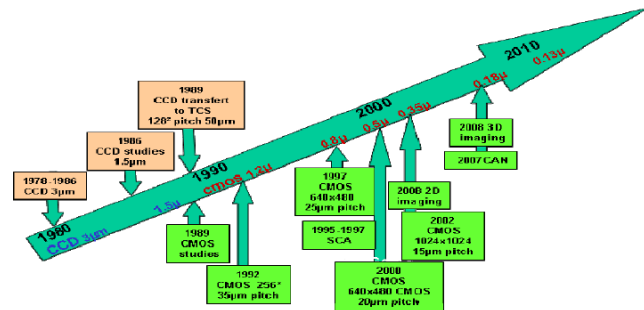 2010
0.13µ
0.18µ
2000
0.35µ
0.5µ
0.8µ
1990
cmos 1.2µ
1.5µ
1980
CCD 3µm
1989
CCD transfert
to TCS
128² pitch 50µm
1986
CCD studies
1.5µm
1978-1986
CCD 3µm
1989
CMOS
studies
1992
CMOS 256²
35µm pitch
1997
CMOS
640x480
25µm pitch
1995-1997
SCA
2000
CMOS
640x480 CMOS
20µm pitch
2000 2D
imaging
2002
CMOS
1024x1024
15µm pitch
2008 3D
imaging
2007CAN